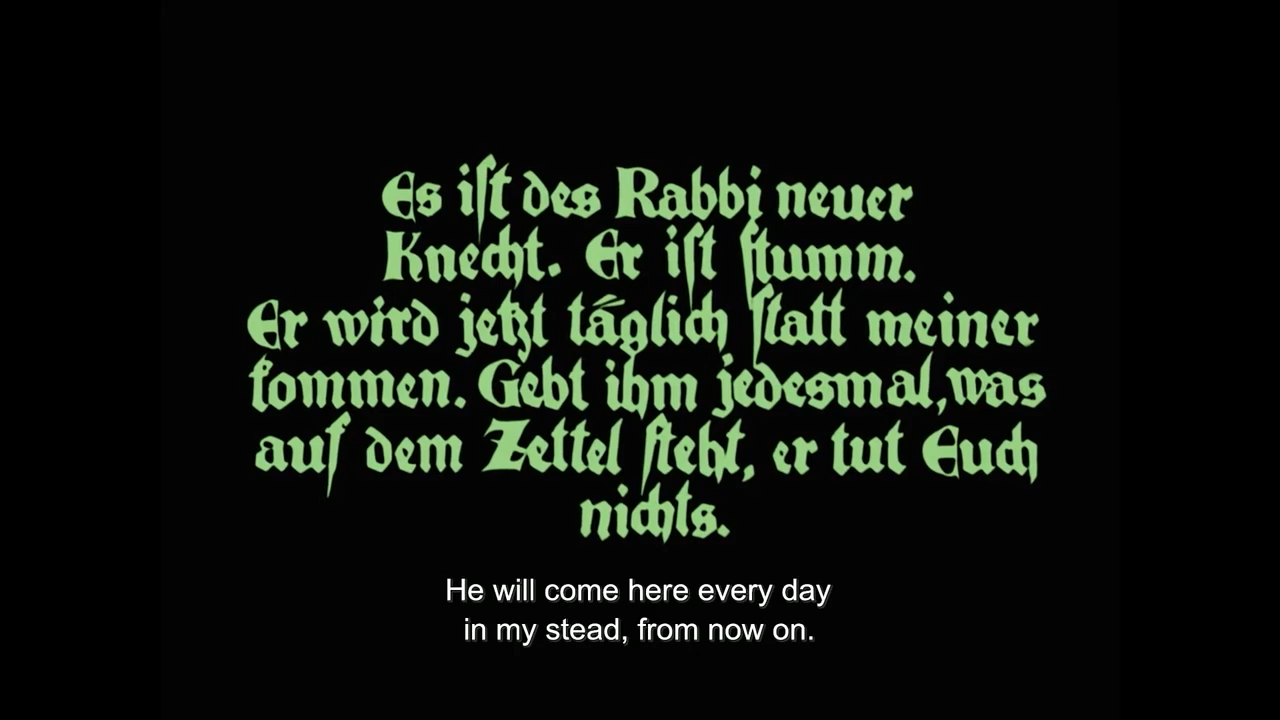 Es ist des Rabbi neuer
Knecht. Er ist stumm.
Er wird jetzt täglich statt meiner
kommen. Gebt ihm jedesmal, was
auf dem Zettel steht, er tut Euch
nichts.
He will come here every day
in my stead, from now on.